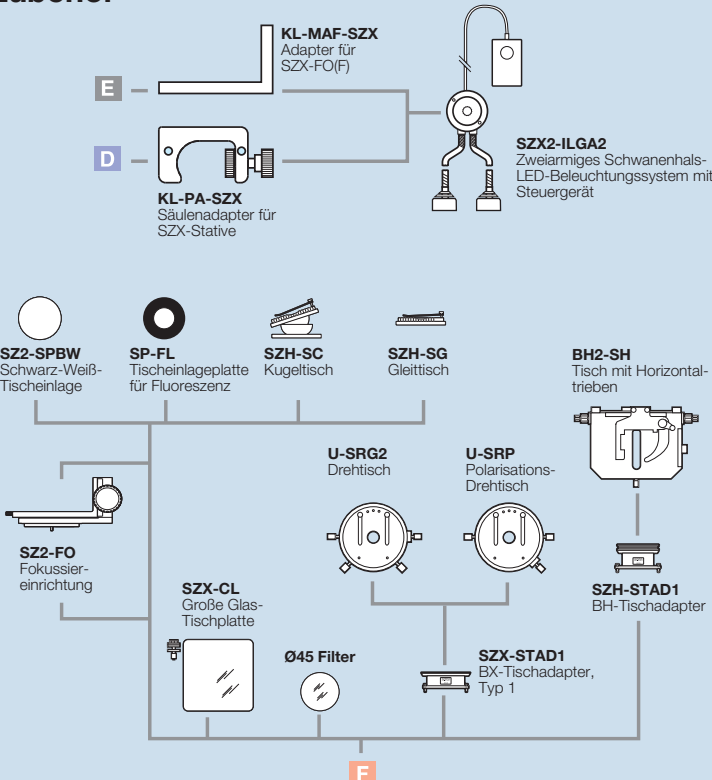 KL-MAF-SZX
Adapter für
SZX-FO(F)
E
D
KL-PA-SZX
Säulenadapter für
SZX-Stative
SZX2-ILGA2
Zweiarmiges Schwanenhals-
LED-Beleuchtungssystem mit
Steuergerät
SZ2-SPBW
Schwarz-Weiß-
Tischeinlage
SP-FL
Tischeinlageplatte
für Fluoreszenz
SZH-SC
Kugeltisch
SZH-SG
Gleittisch
BH2-SH
Tisch mit Horizontal-
trieben
U-SRG2
Drehtisch
U-SRP
Polarisations-
Drehtisch
SZ2-FO
Fokussier-
einrichtung
SZX-CL
Große Glas-
Tischplatte
Ø45 Filter
SZX-STAD1
BX-Tischadapter,
Typ 1
SZH-STAD1
BH-Tischadapter
F